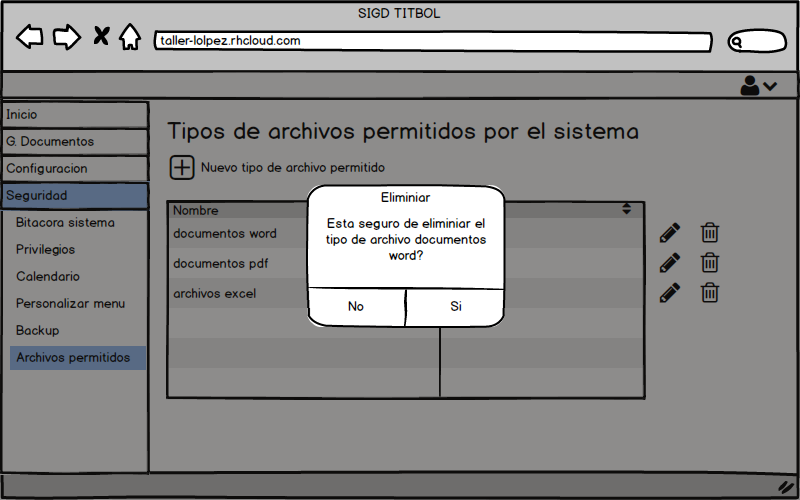 SIGD TITBOL
taller-lolpez.rhcloud.com
Inicio
G. Documentos
Configuracion
Seguridad
Bitacora sistema
Privilegios
Calendario
Personalizar menu
Backup
Archivos permitidos
Tipos de archivos permitidos por el sistema
Nuevo tipo de archivo permitido
Nombre
documentos word
documentos pdf
archivos excel
Eliminiar
Esta seguro de eliminiar el
tipo de archivo documentos
word?
No
Si